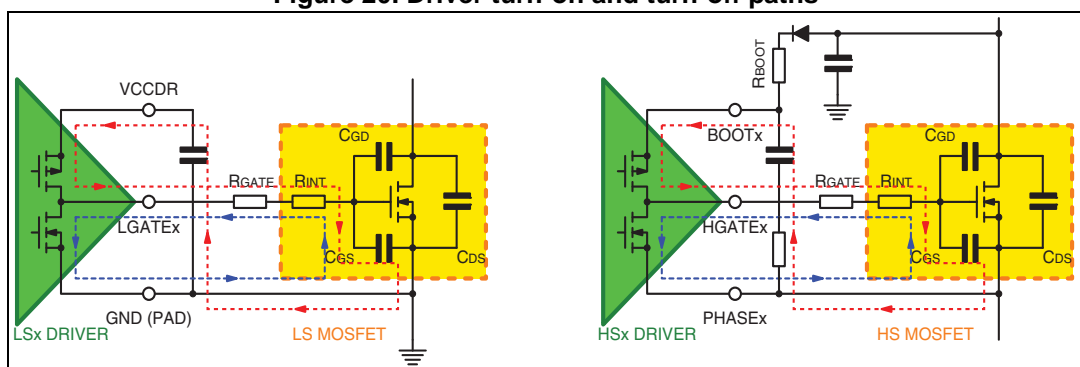 Figure 20. Driver turn-on and turn-off paths
VCCDR
CGD
RGATE
RINT
LGATEx
CGS
CDS
GND (PAD)
LSx DRIVER
LS MOSFET
RBOOT
BOOTx
CGD
RGATE
RINT
HGATEx
CGS
CDS
PHASEx
HSx DRIVER
HS MOSFET